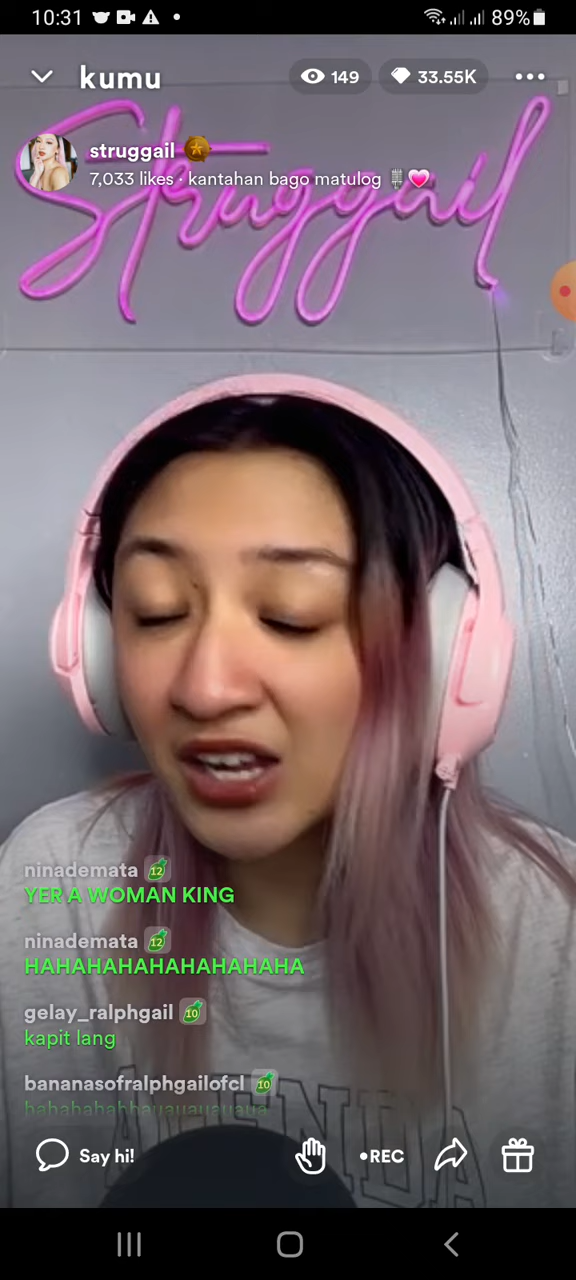 10:31
89%
kumu
149
33.55K
Struggail
struggail
7,033 likes · kantahan bago matulog
ninademata 12
YER A WOMAN KING
ninademata 12
HAHAHAHAHAHAHAHAHA
gelay_ralphgail 10
kapit lang
bananasofralphgailofcl 10
Say hi!
•REC